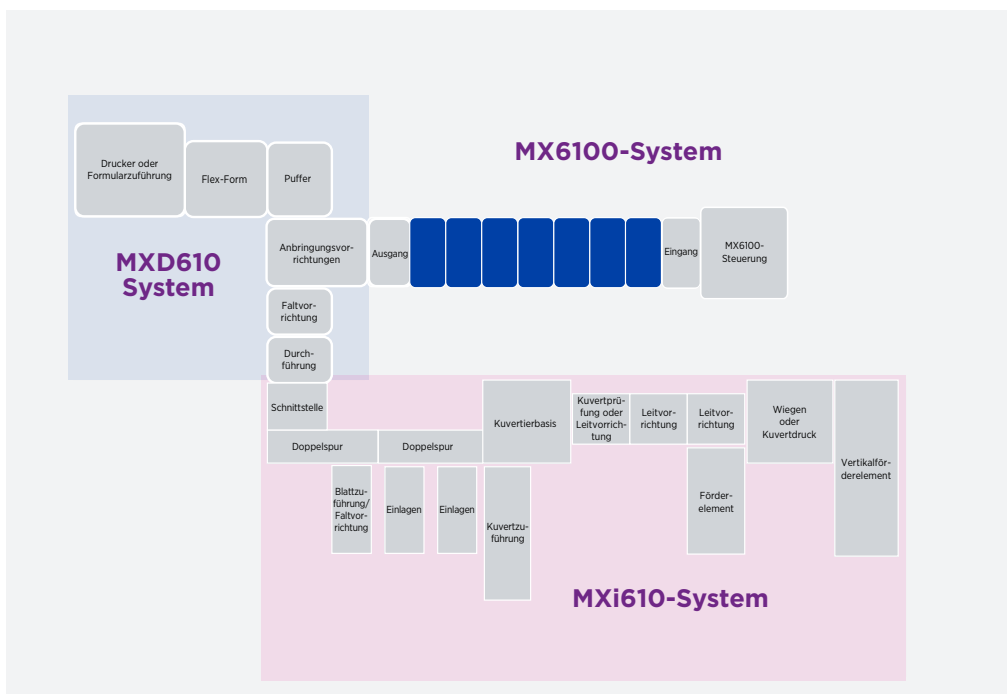 MX6100-System
Drucker oder
Formularzuführung
Flex-Form
Puffer
MXD610
System
Anbringungsvor-
richtungen
Ausgang
Eingang
MX6100-
Steuerung
Faltvor-
richtung
Durch-
führung
Schnittstelle
Doppelspur
Doppelspur
Kuvertierbasis
Kuvertprü-
fung oder
Leitvorrich-
tung
Leitvor-
richtung
Leitvor-
richtung
Wiegen
oder
Kuvertdruck
Vertikalför-
derelement
Blattzu-
führung/
Faltvor-
richtung
Einlagen
Einlagen
Kuvertzu-
führung
Förder-
element
MXi610-System